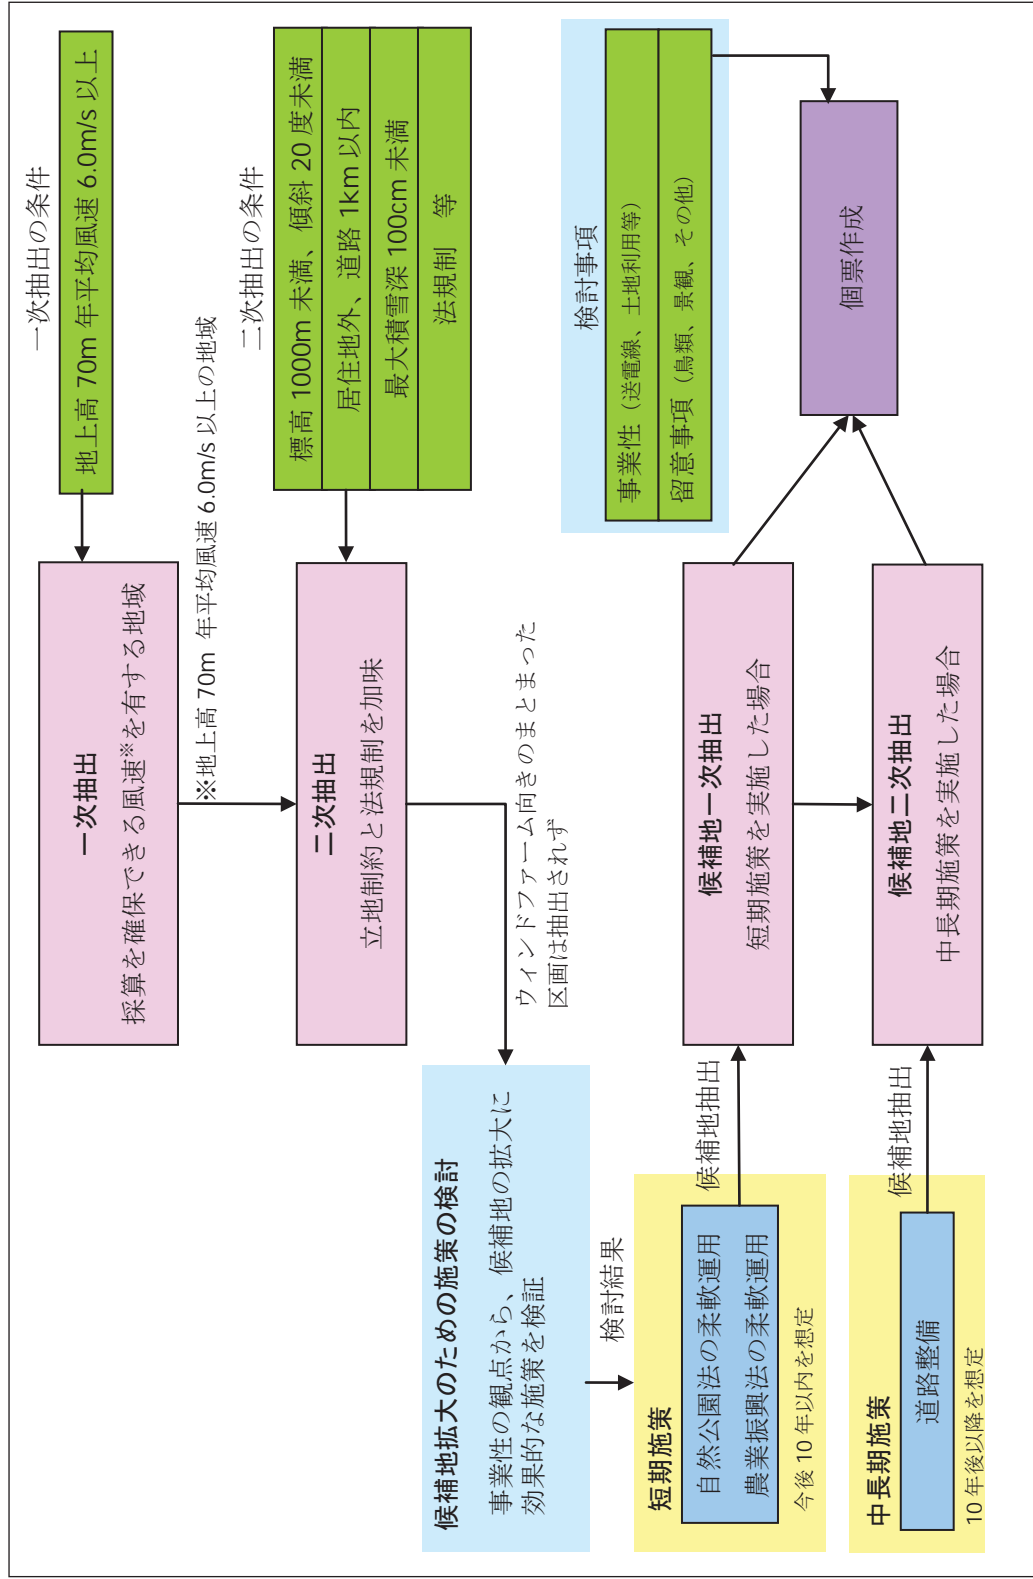 一次抽出
採算を確保できる風速※を有する地域
一次抽出の条件
地上高 70m 年平均風速 6.0m/s 以上
※地上高 70m 年平均風速 6.0m/s 以上の地域
二次抽出
立地制約と法規制を加味
二次抽出の条件
標高 1000m 未満、傾斜 20 度未満
居住地外、道路 1km 以内
最大積雪深 100cm 未満
法規制 等
ウィンドファーム向きのまとまった
区画は抽出されず
候補地拡大のための施策の検討
事業性の観点から、候補地の拡大に
効果的な施策を検証
検討結果
短期施策
自然公園法の柔軟運用
農業振興法の柔軟運用
今後 10 年以内を想定
候補地抽出
候補地一次抽出
短期施策を実施した場合
検討事項
事業性（送電線、土地利用等）
留意事項（鳥類、景観、その他）
個票作成
中長期施策
道路整備
10 年後以降を想定
候補地抽出
候補地二次抽出
中長期施策を実施した場合